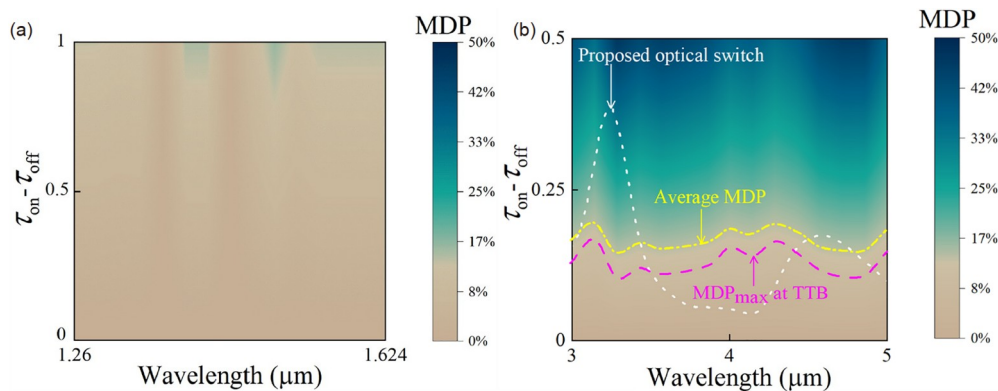 (a)
MDP
1
0.5
0
τon - τoff
1.26
1.624
Wavelength (μm)
50%
42%
33%
25%
17%
8%
0%
(b)
MDP
0.5
0.25
0
τon - τoff
Proposed optical switch
Average MDP
MDPmax at TTB
3
4
5
Wavelength (μm)
50%
42%
33%
25%
17%
8%
0%